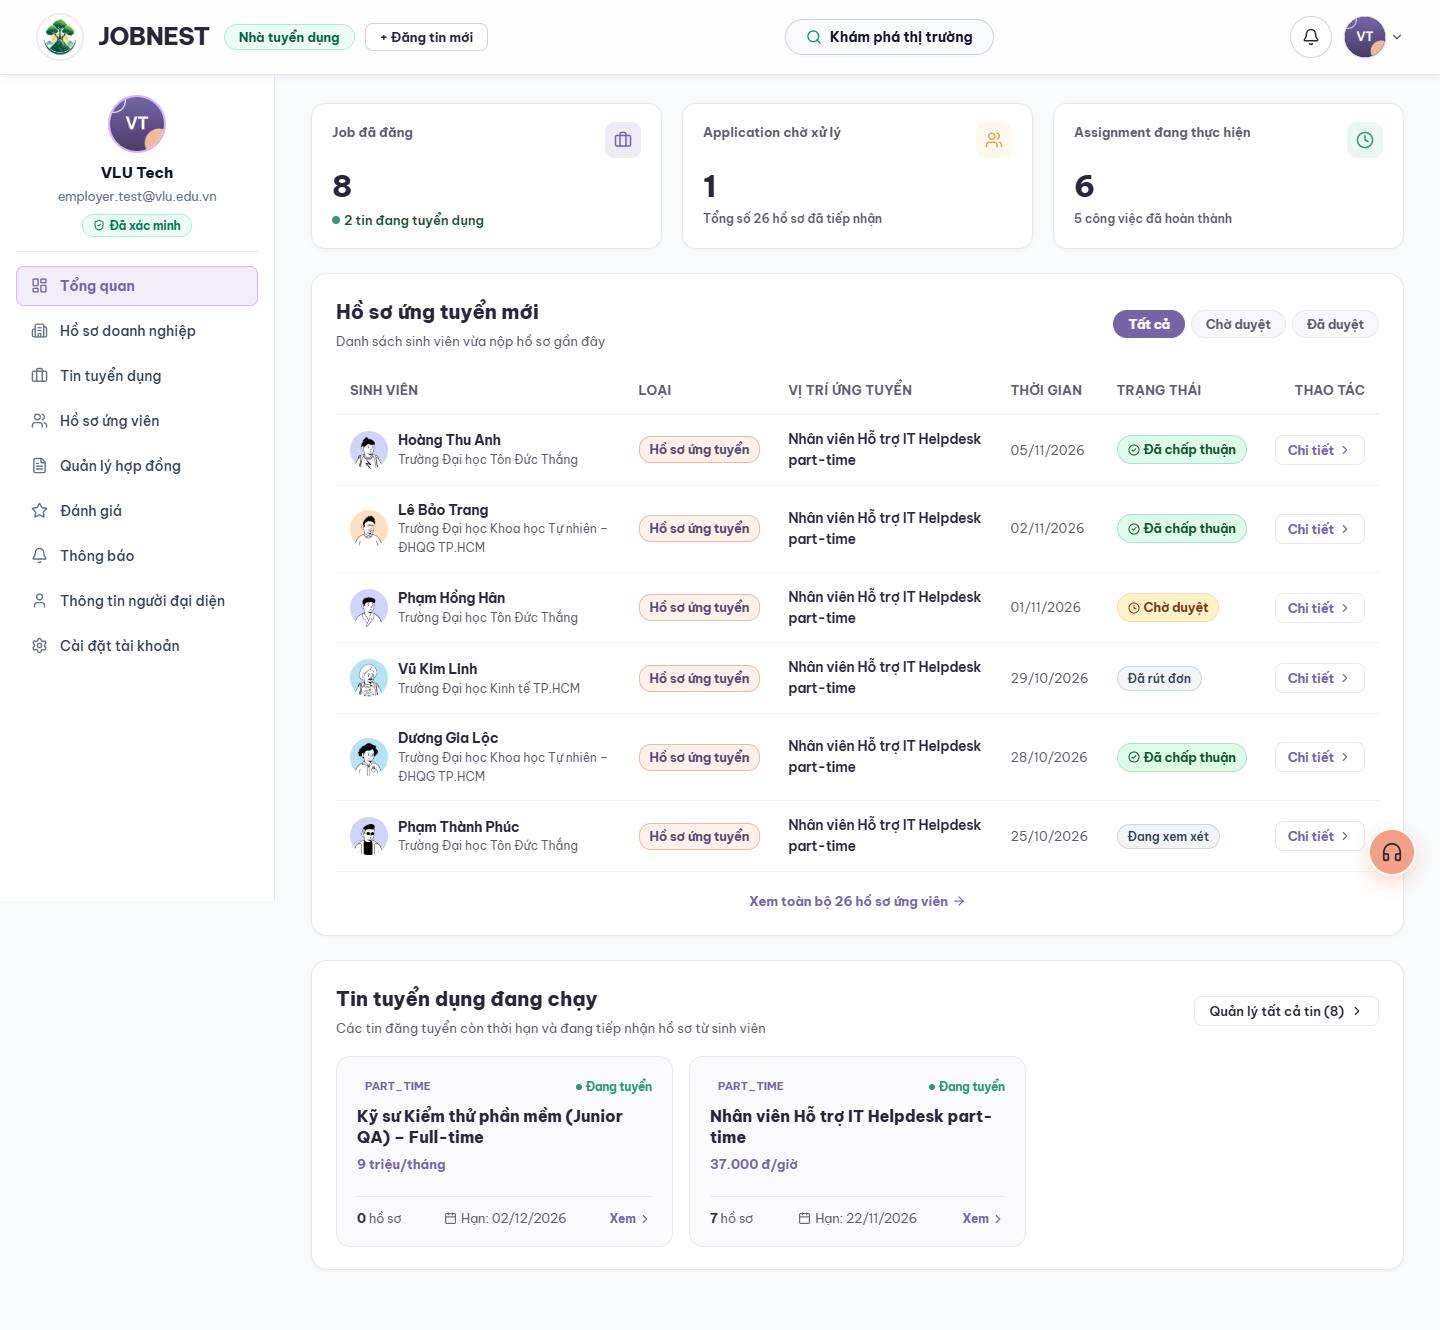 JOBNEST
Nhà tuyển dụng
+ Đăng tin mới
Khám phá thị trường
VT
VT
VLU Tech
employer.test@vlu.edu.vn
Đã xác minh
Tổng quan
Hồ sơ doanh nghiệp
Tin tuyển dụng
Hồ sơ ứng viên
Quản lý hợp đồng
Đánh giá
Thông báo
Thông tin người đại diện
Cài đặt tài khoản
Job đã đăng
8
2 tin đang tuyển dụng
Application chờ xử lý
1
Tổng số 26 hồ sơ đã tiếp nhận
Assignment đang thực hiện
6
5 công việc đã hoàn thành
Hồ sơ ứng tuyển mới
Danh sách sinh viên vừa nộp hồ sơ gần đây
Tất cả
Chờ duyệt
Đã duyệt
SINH VIÊN LOẠI VỊ TRÍ ỨNG TUYỂN THỜI GIAN TRẠNG THÁI THAO TÁC
Hoàng Thu Anh
Trường Đại học Tôn Đức Thắng
Hồ sơ ứng tuyển
Nhân viên Hỗ trợ IT Helpdesk
part-time
05/11/2026
Đã chấp thuận
Chi tiết
Lê Bảo Trang
Trường Đại học Khoa học Tự nhiên –
ĐHQG TP.HCM
Hồ sơ ứng tuyển
Nhân viên Hỗ trợ IT Helpdesk
part-time
02/11/2026
Đã chấp thuận
Chi tiết
Phạm Hồng Hân
Trường Đại học Tôn Đức Thắng
Hồ sơ ứng tuyển
Nhân viên Hỗ trợ IT Helpdesk
part-time
01/11/2026
Chờ duyệt
Chi tiết
Vũ Kim Linh
Trường Đại học Kinh tế TP.HCM
Hồ sơ ứng tuyển
Nhân viên Hỗ trợ IT Helpdesk
part-time
29/10/2026
Đã rút đơn
Chi tiết
Dương Gia Lộc
Trường Đại học Khoa học Tự nhiên –
ĐHQG TP.HCM
Hồ sơ ứng tuyển
Nhân viên Hỗ trợ IT Helpdesk
part-time
28/10/2026
Đã chấp thuận
Chi tiết
Phạm Thành Phúc
Trường Đại học Tôn Đức Thắng
Hồ sơ ứng tuyển
Nhân viên Hỗ trợ IT Helpdesk
part-time
25/10/2026
Đang xem xét
Chi tiết
Xem toàn bộ 26 hồ sơ ứng viên →
Tin tuyển dụng đang chạy
Các tin đăng tuyển còn thời hạn và đang tiếp nhận hồ sơ từ sinh viên
Quản lý tất cả tin (8)
PART_TIME
Đang tuyển
Kỹ sư Kiểm thử phần mềm (Junior
QA) – Full-time
9 triệu/tháng
0 hồ sơ
Hạn: 02/12/2026
Xem
PART_TIME
Đang tuyển
Nhân viên Hỗ trợ IT Helpdesk part-
time
37.000 đ/giờ
7 hồ sơ
Hạn: 22/11/2026
Xem